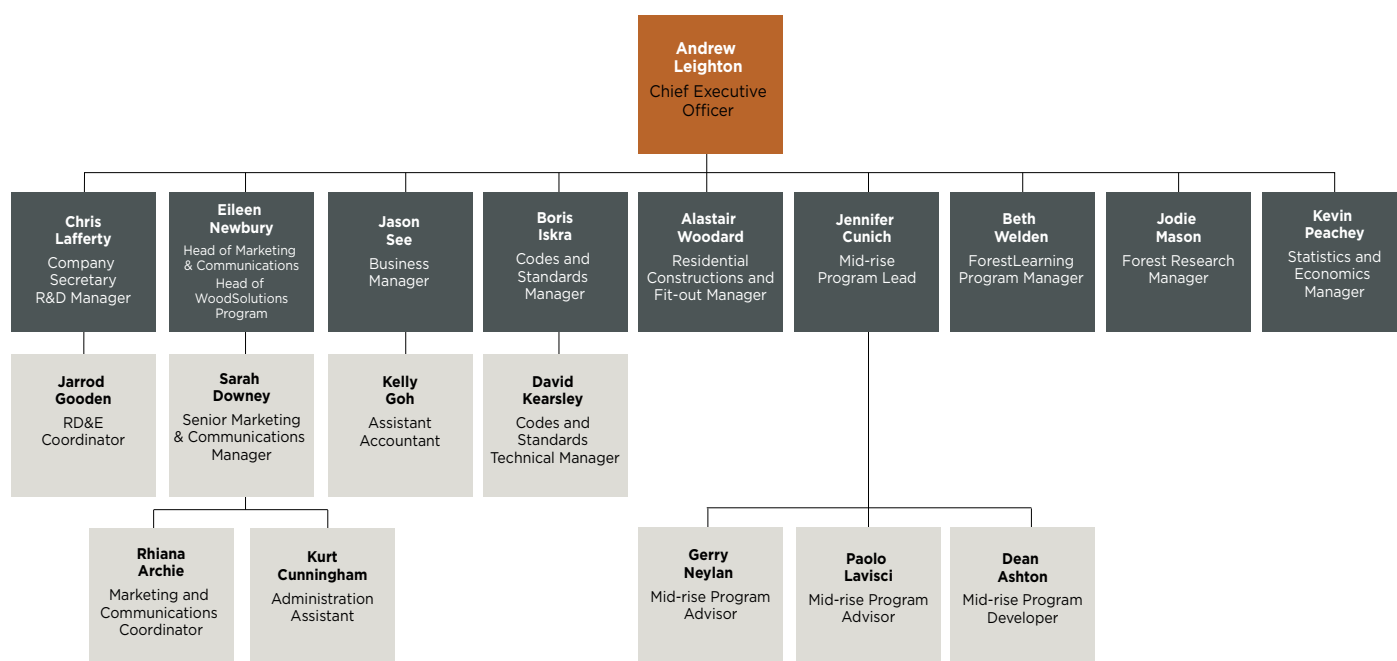 Andrew
Leighton
Chief Executive
Officer
Chris
Lafferty
Company
Secretary
R&D Manager
Eileen
Newbury
Head of Marketing
& Communications
Head of
WoodSolutions
Program
Jason
See
Business
Manager
Boris
Iskra
Codes and
Standards
Manager
Alastair
Woodard
Residential
Constructions and
Fit-out Manager
Jennifer
Cunich
Mid-rise
Program Lead
Beth
Welden
ForestLearning
Program Manager
Jodie
Mason
Forest Research
Manager
Kevin
Peachey
Statistics and
Economics
Manager
Jarrod
Gooden
RD&E
Coordinator
Sarah
Downey
Senior Marketing
& Communications
Manager
Kelly
Goh
Assistant
Accountant
David
Kearsley
Codes and
Standards
Technical Manager
Rhiana
Archie
Marketing and
Communications
Coordinator
Kurt
Cunningham
Administration
Assistant
Gerry
Neylan
Mid-rise Program
Advisor
Paolo
Lavisci
Mid-rise Program
Advisor
Dean
Ashton
Mid-rise Program
Developer